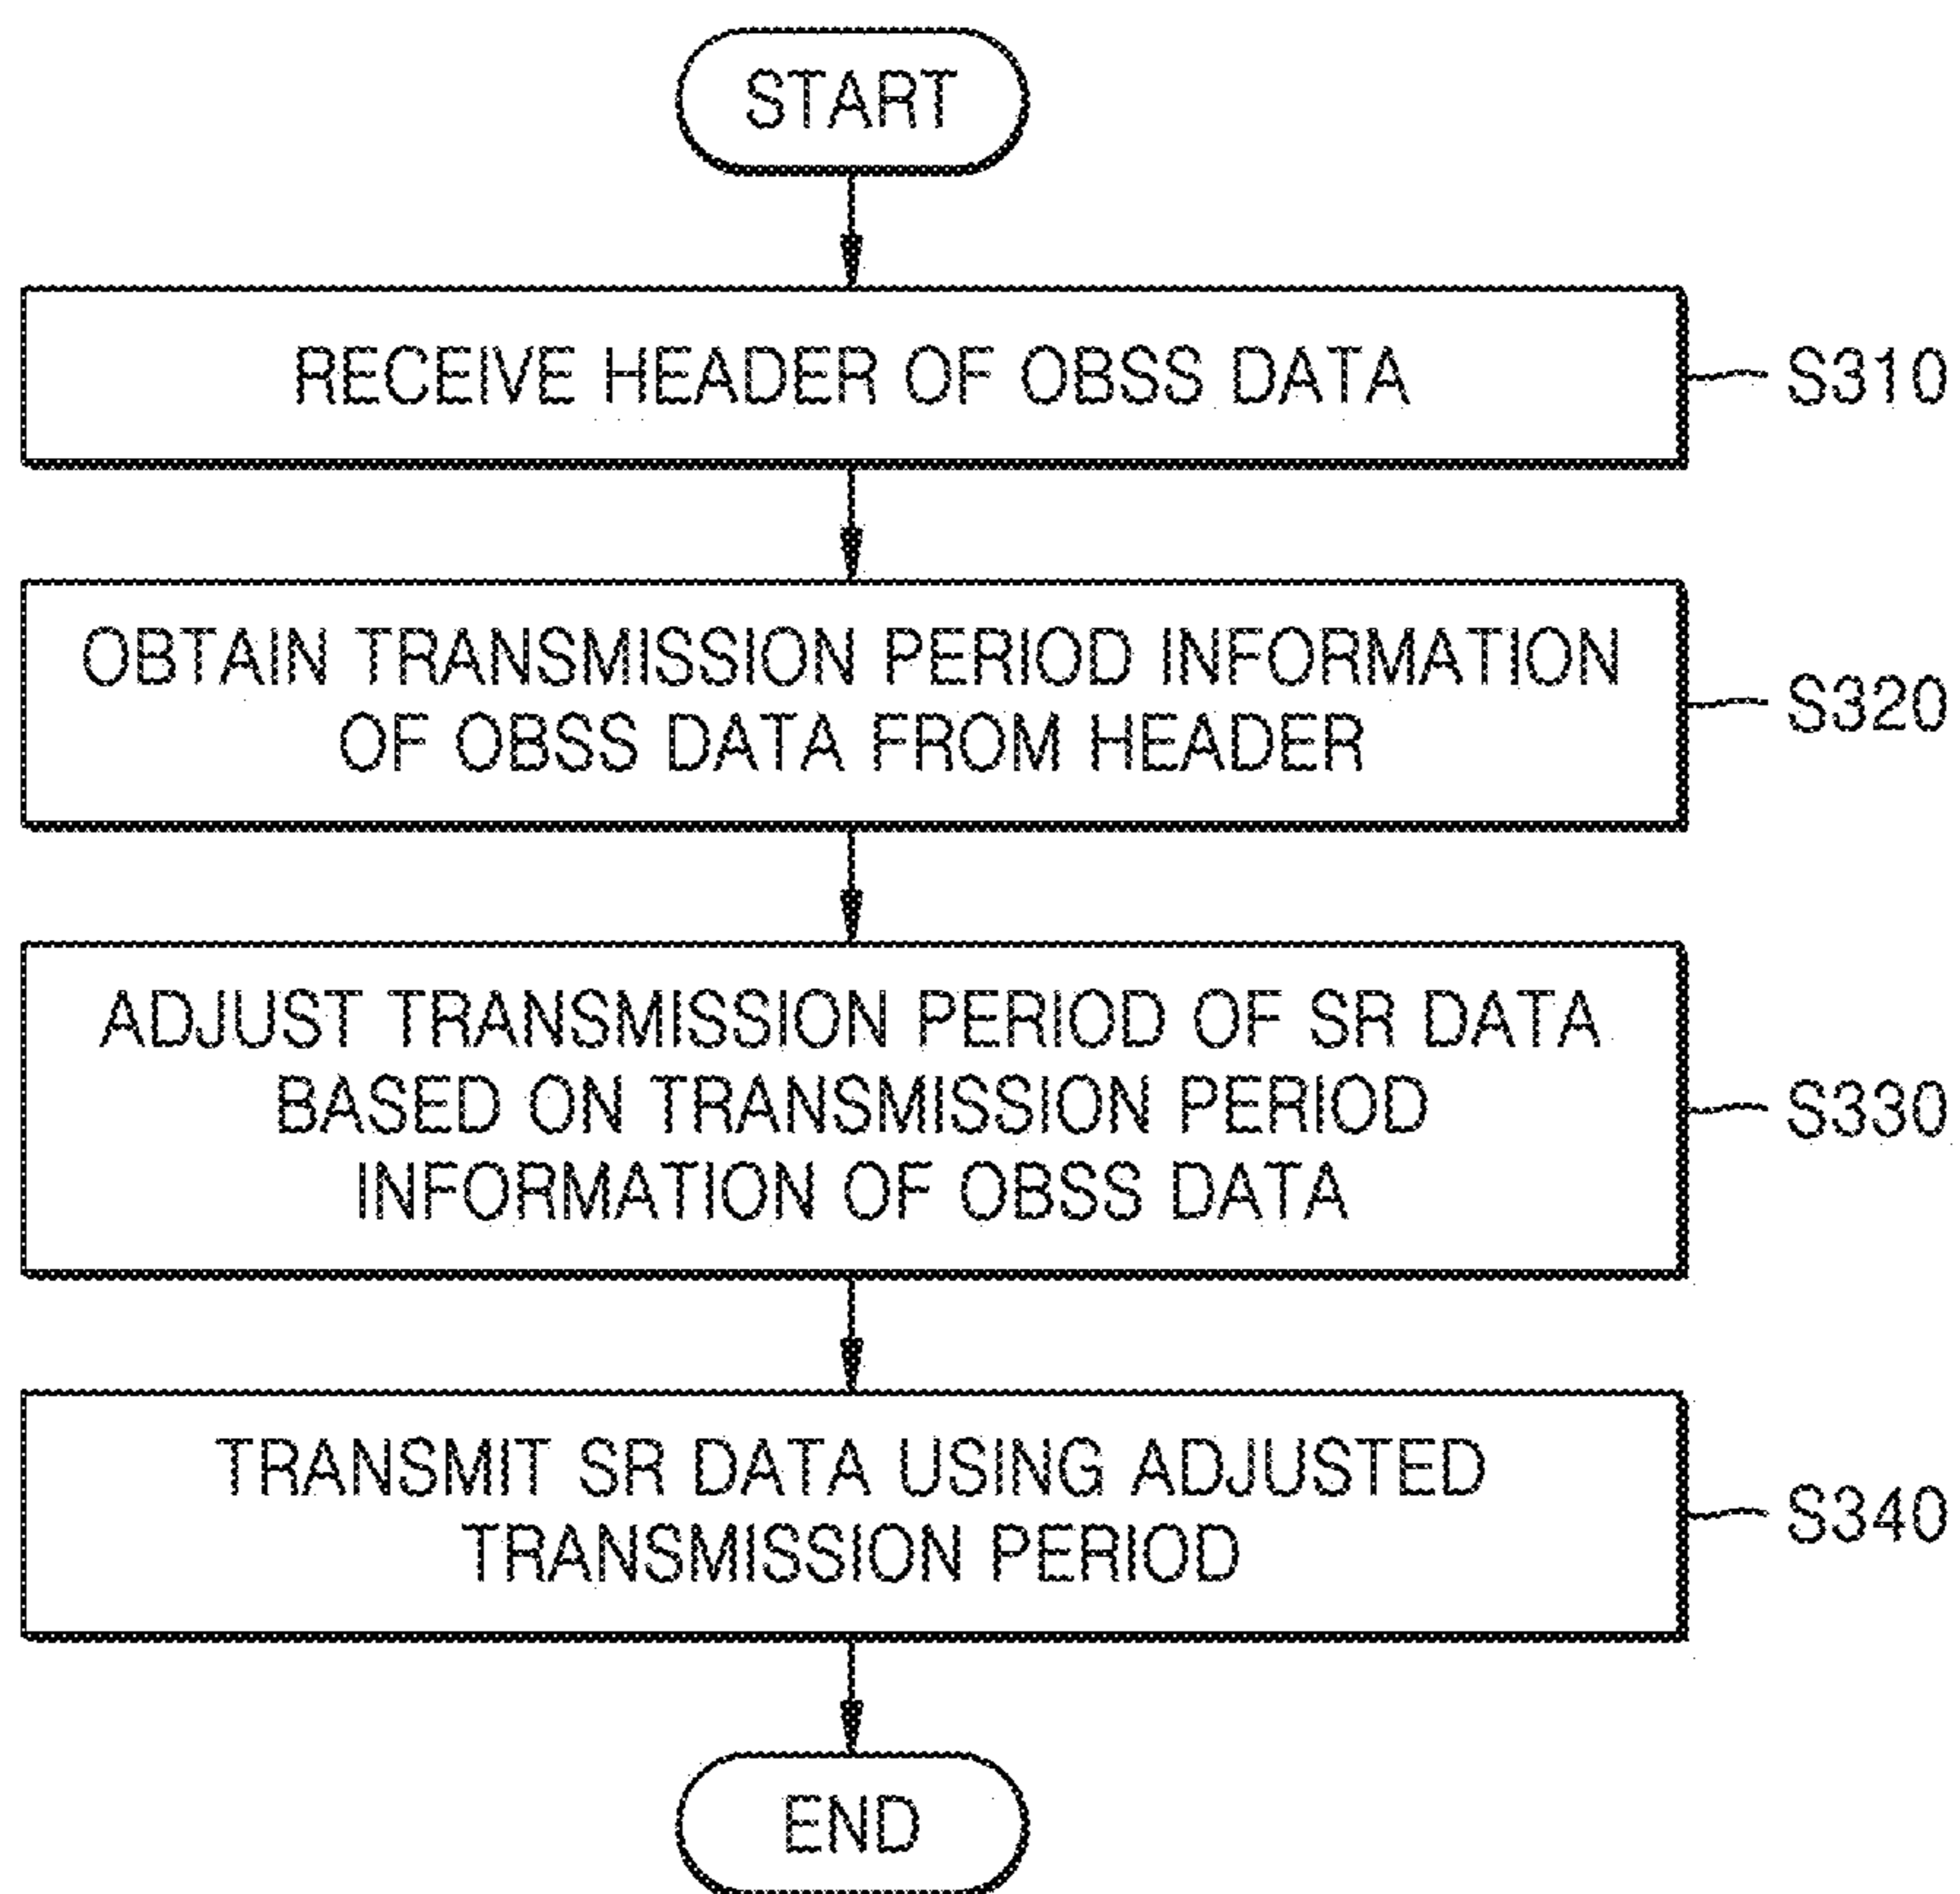 START
RECEIVE HEADER OF OBSS DATA
S310
OBTAIN TRANSMISSION PERIOD INFORMATION
OF OBSS DATA FROM HEADER
S320
ADJUST TRANSMISSION PERIOD OF SR DATA
BASED ON TRANSMISSION PERIOD
INFORMATION OF OBSS DATA
S330
TRANSMIT SR DATA USING ADJUSTED
TRANSMISSION PERIOD
S340
END